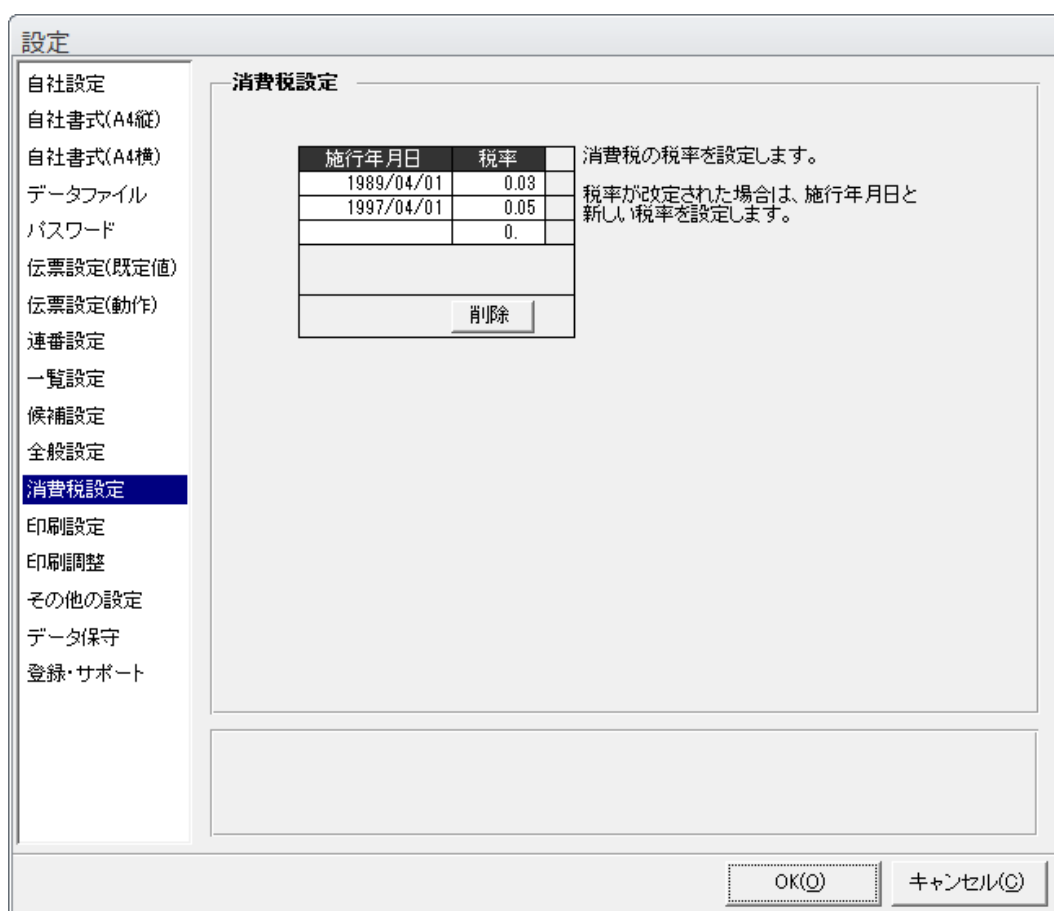 設定
自社設定
自社書式(A4縦)
自社書式(A4横)
データファイル
パスワード
伝票設定(既定値)
伝票設定(動作)
連番設定
一覧設定
候補設定
全般設定
消費税設定
印刷設定
印刷調整
その他の設定
データ保守
登録・サポート
消費税設定
施行年月日 税率
1989/04/01 0.03
1997/04/01 0.05
0.
削除
消費税の税率を設定します。
税率が改定された場合は、施行年月日と
新しい税率を設定します。
OK(O) キャンセル(C)